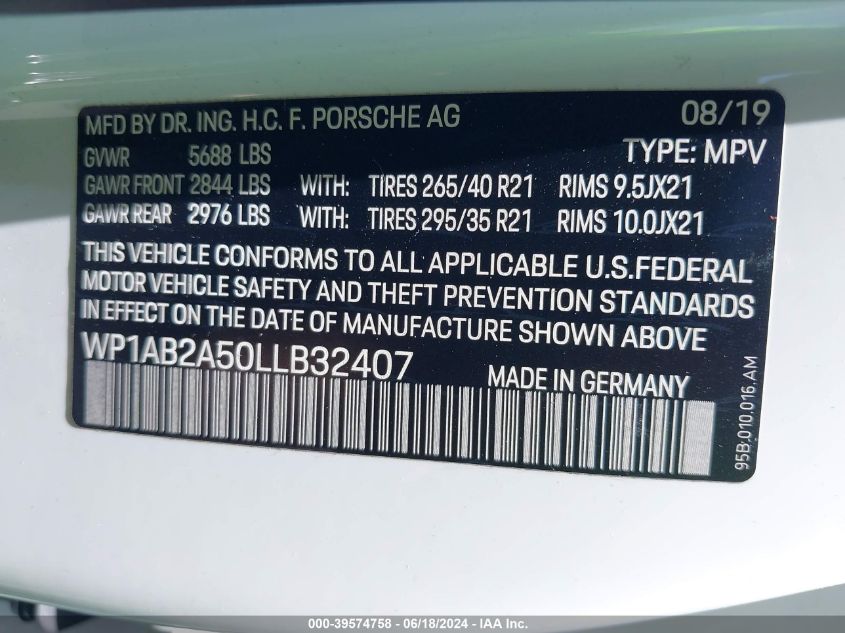 MFD BY DR. ING. H.C. F. PORSCHE AG 08/19
GVWR 5688 LBS TYPE: MPV
GAWR FRONT 2844 LBS WITH: TIRES 265/40 R21 RIMS 9.5JX21
GAWR REAR 2976 LBS WITH: TIRES 295/35 R21 RIMS 10.0JX21
THIS VEHICLE CONFORMS TO ALL APPLICABLE U.S.FEDERAL
MOTOR VEHICLE SAFETY AND THEFT PREVENTION STANDARDS
IN EFFECT ON THE DATE OF MANUFACTURE SHOWN ABOVE
WP1AB2A50LLB32407 MADE IN GERMANY
95B.010.016.AM
000-39574758 - 06/18/2024 - IAA Inc.